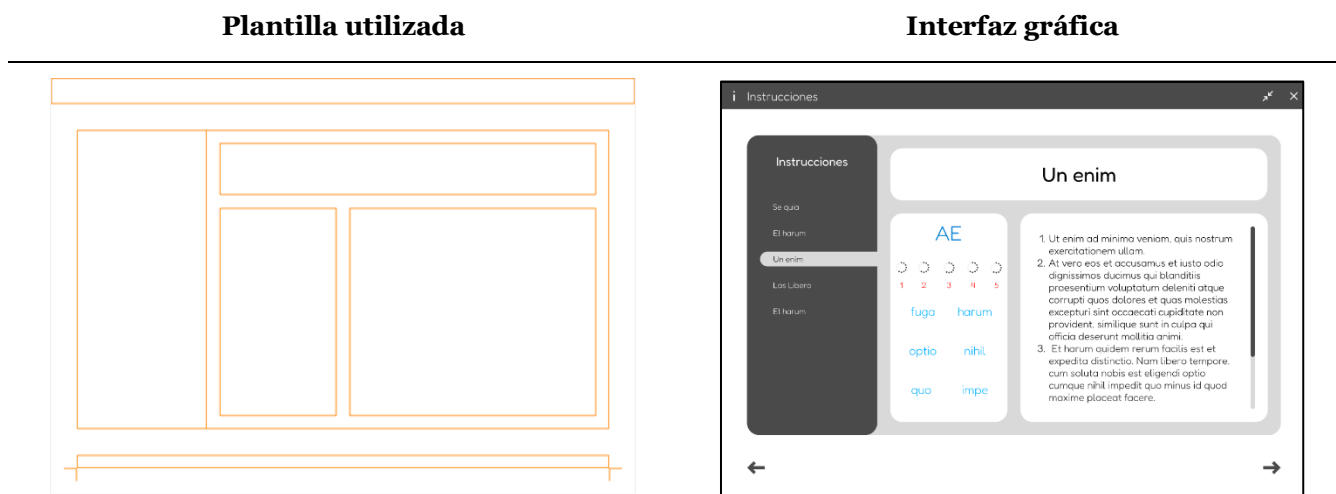 Plantilla utilizada
Interfaz gráfica
i Instrucciones
Instrucciones
Se quia
El harum
Un enim
Los Libero
El harum
Un enim
AE
1 2 3 4 5
fuga harum
optio nihil
quo impe
1. Ut enim ad minima veniam, quis nostrum
exercitationem ullam.
2. At vero eos et accusamus et iusto odio
dignissimos ducimus qui blanditiis
praesentium voluptatum deleniti atque
corrupti quos dolores et quas molestias
excepturi sint occaecati cupiditate non
provident, similique sunt in culpa qui
officia deserunt mollitia animi.
3. Et harum quidem rerum facilis est et
expedita distinctio. Nam libero tempore,
cum soluta nobis est eligendi optio
cumque nihil impedit quo minus id quod
maxime placeat facere.